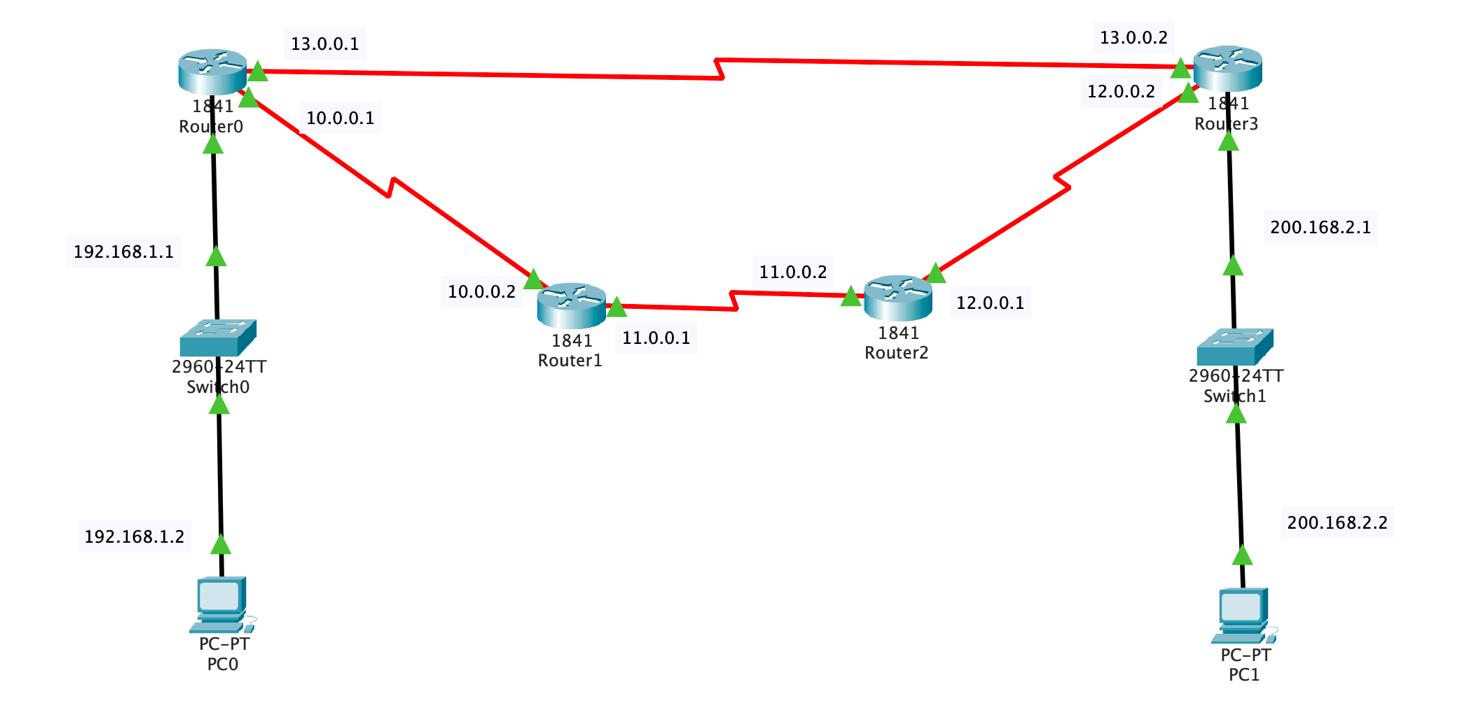 13.0.0.1
13.0.0.2
12.0.0.2
1841
Router0
10.0.0.1
1841
Router3
192.168.1.1
200.168.2.1
10.0.0.2
11.0.0.2
12.0.0.1
1841
Router1
11.0.0.1
1841
Router2
2960-24TT
Switch0
2960-24TT
Switch1
192.168.1.2
200.168.2.2
PC-PT
PC0
PC-PT
PC1